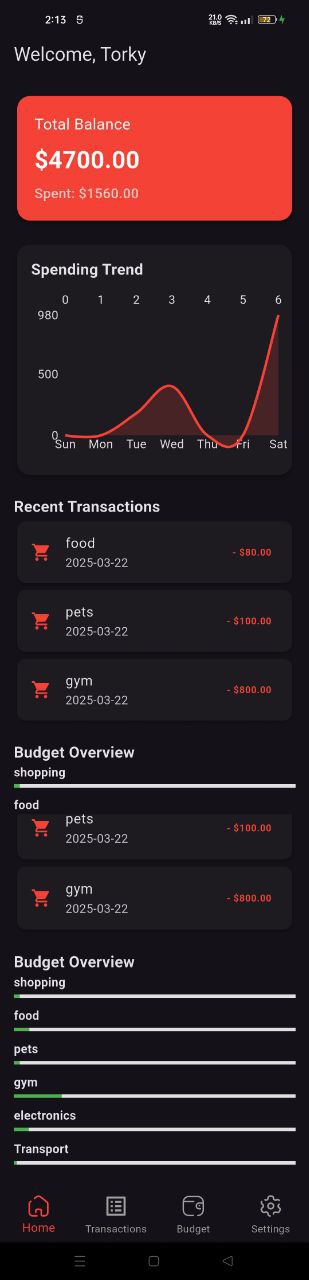 2:13 S 21.0 KB/S 72
Welcome, Torky
Total Balance
$4700.00
Spent: $1560.00
Spending Trend
0 1 2 3 4 5 6
980
500
0
Sun Mon Tue Wed Thu Fri Sat
Recent Transactions
food
- $80.00
2025-03-22
pets
- $100.00
2025-03-22
gym
- $800.00
2025-03-22
Budget Overview
shopping
food
pets
- $100.00
2025-03-22
gym
- $800.00
2025-03-22
Budget Overview
shopping
food
pets
gym
electronics
Transport
Home Transactions Budget Settings